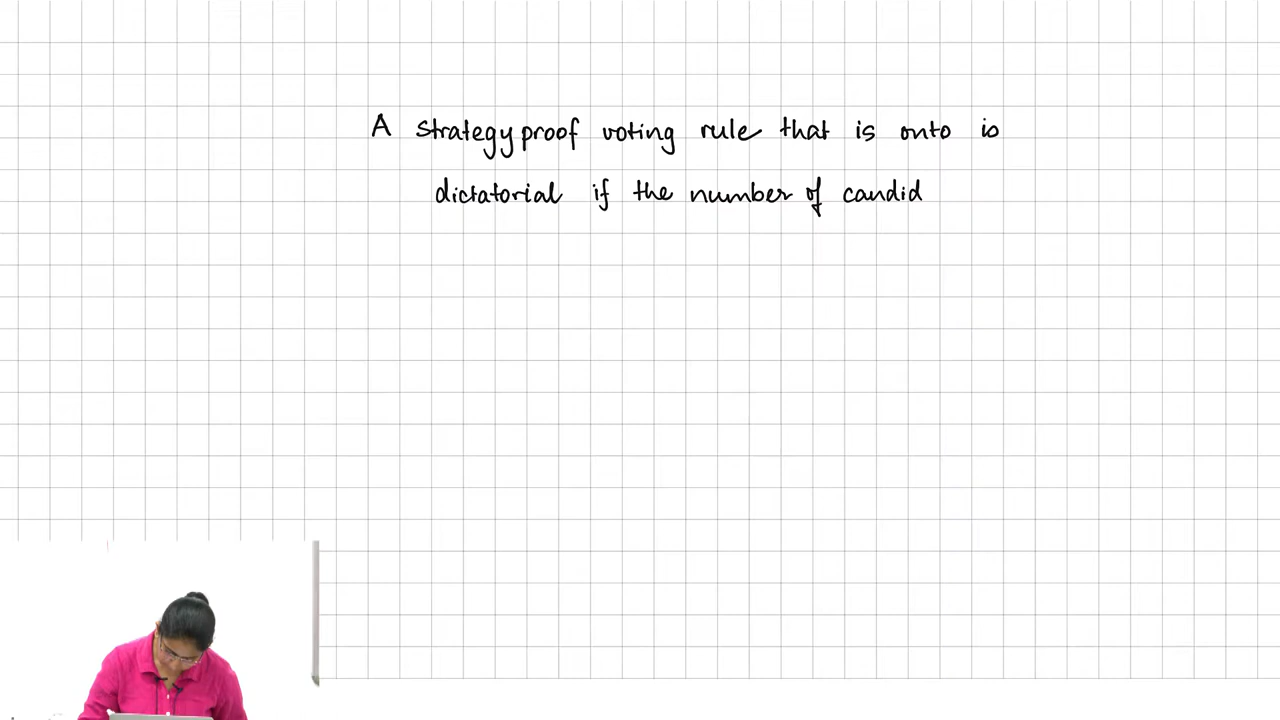 A strategyproof voting rule that is onto is
dictatorial if the number of candid